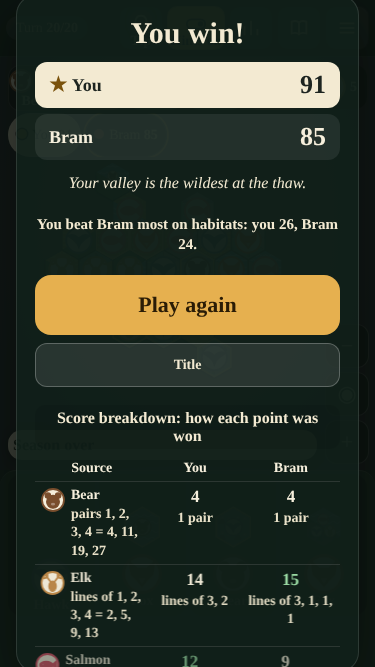 You win!
★ You 91
Bram 85
Your valley is the wildest at the thaw.
You beat Bram most on habitats: you 26, Bram
24.
Play again
Title
Score breakdown: how each point was
won
Source You Bram
Bear 4 4
pairs 1, 2, 1 pair 1 pair
3, 4 = 4, 11,
19, 27
Elk 14 15
lines of 1, 2, lines of 3, 2 lines of 3, 1, 1,
3, 4 = 2, 5, 1
9, 13
Salmon 12 9